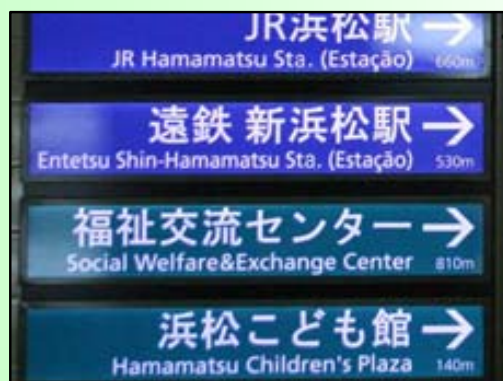 JR浜松駅 →
JR Hamamatsu Sta. (Estação) 660m
遠鉄 新浜松駅 →
Entetsu Shin-Hamamatsu Sta. (Estação) 530m
福祉交流センター →
Social Welfare&Exchange Center 810m
浜松こども館 →
Hamamatsu Children's Plaza 140m